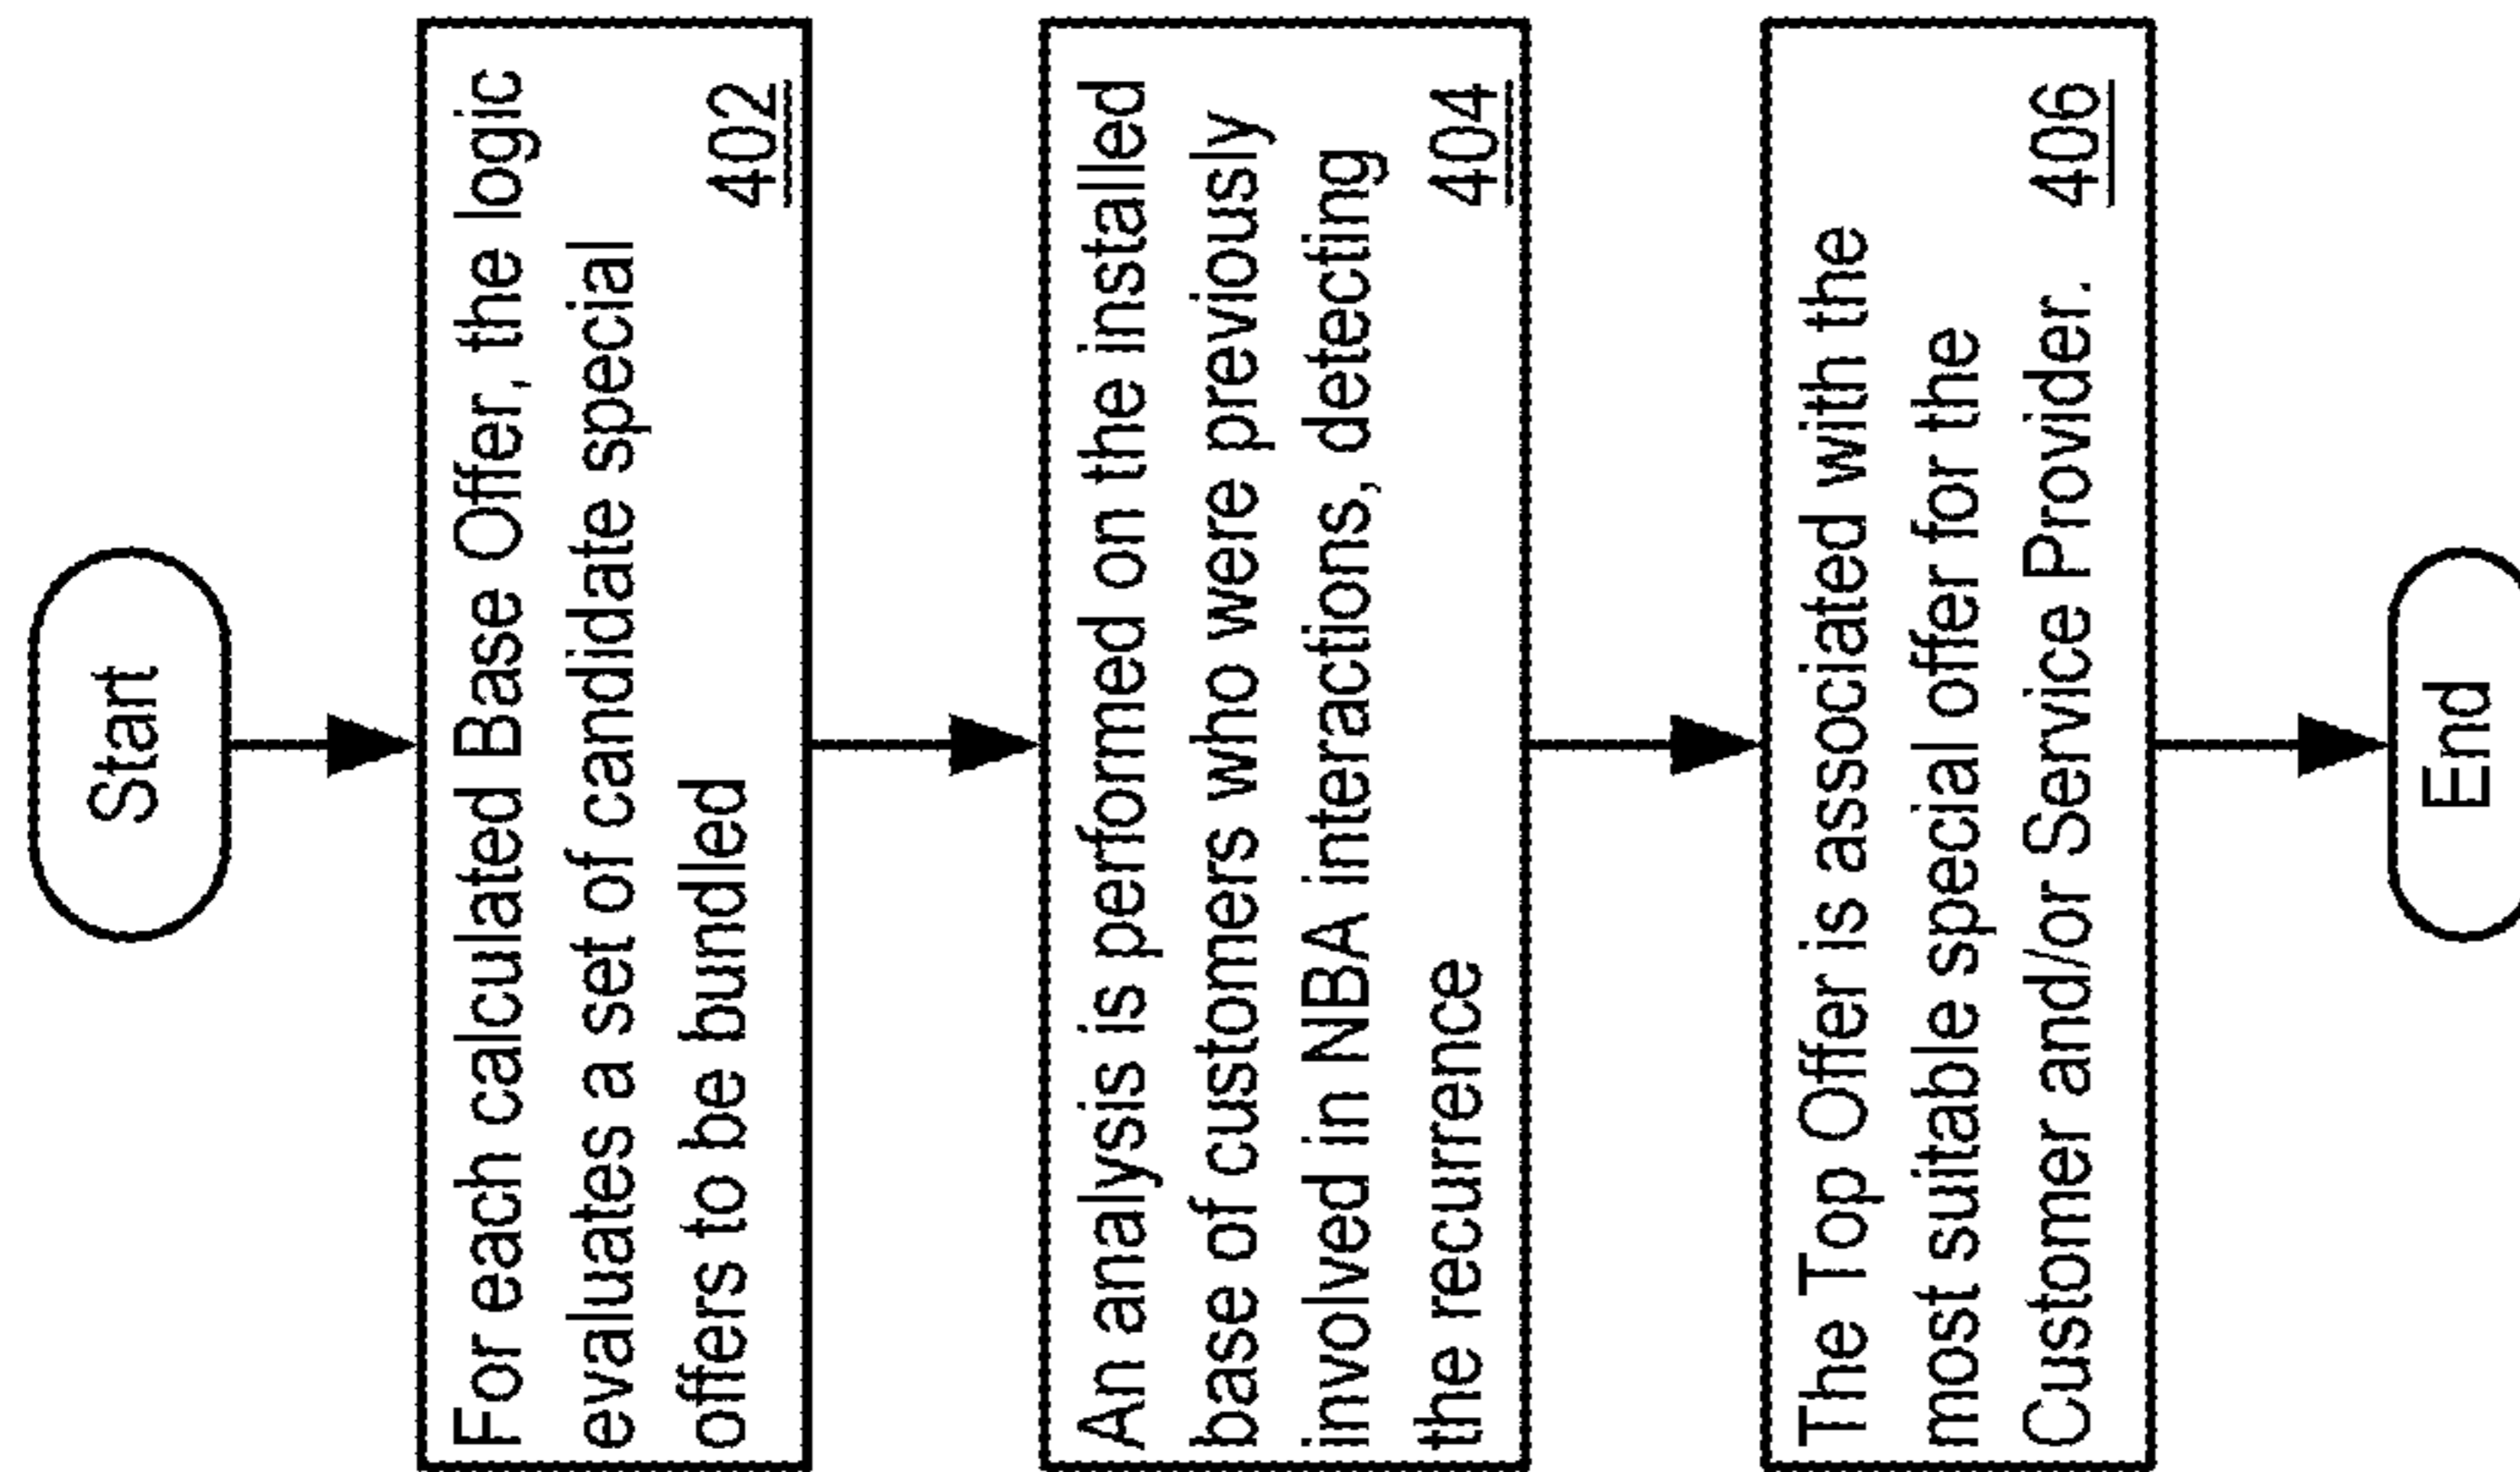 Start
For each calculated Base Offer, the logic
evaluates a set of candidate special
offers to be bundled 402
An analysis is performed on the installed
base of customers who were previously
involved in NBA interactions, detecting
the recurrence 404
The Top Offer is associated with the
most suitable special offer for the
Customer and/or Service Provider. 406
End